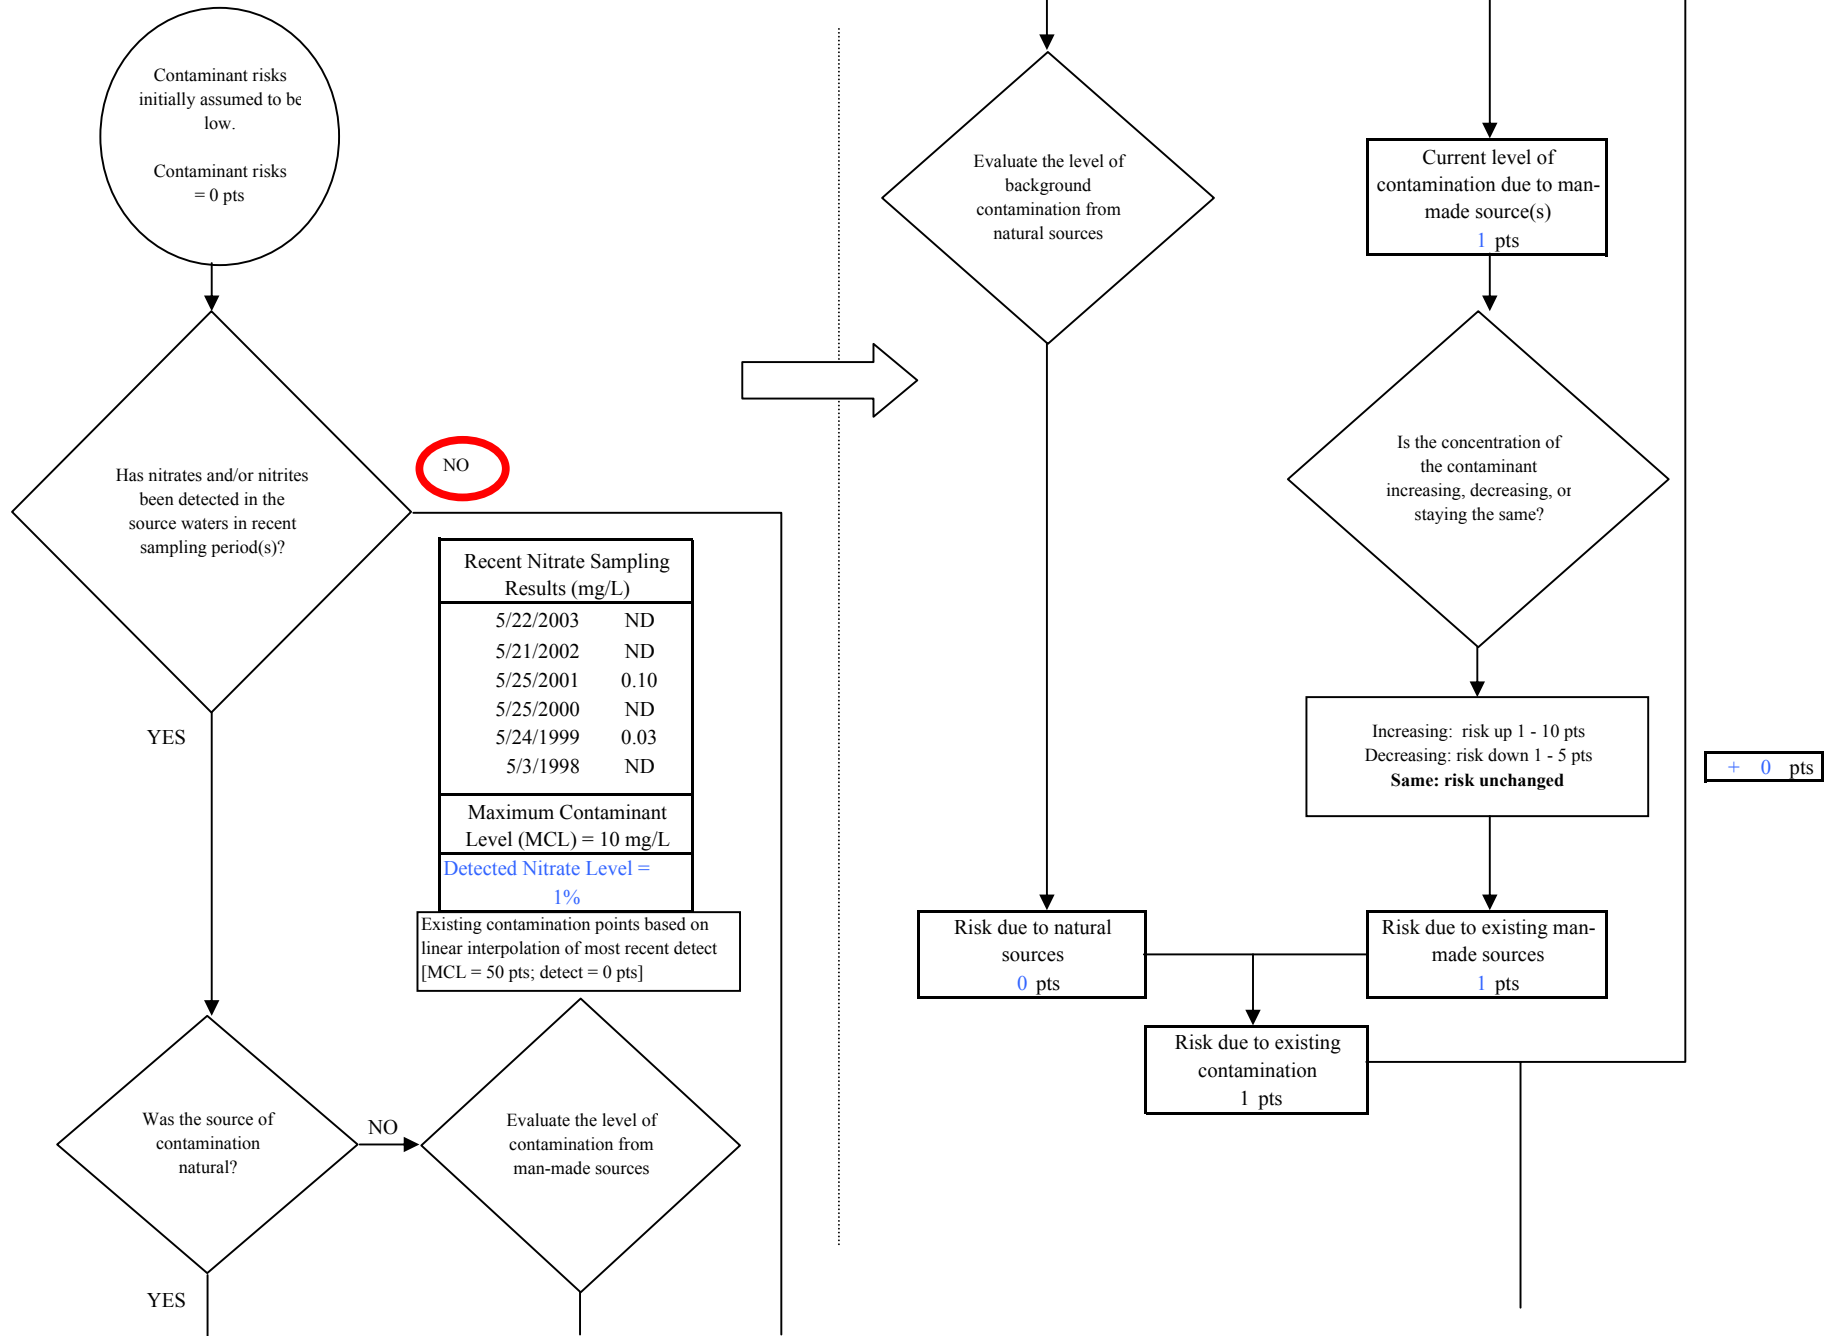 Contaminant risks
initially assumed to be
low.
Contaminant risks
= 0 pts
Has nitrates and/or nitrites
been detected in the
source waters in recent
sampling period(s)?
NO
YES
Recent Nitrate Sampling
Results (mg/L)
5/22/2003 ND
5/21/2002 ND
5/25/2001 0.10
5/25/2000 ND
5/24/1999 0.03
5/3/1998 ND
Maximum Contaminant
Level (MCL) = 10 mg/L
Detected Nitrate Level =
1%
Existing contamination points based on
linear interpolation of most recent detect
[MCL = 50 pts; detect = 0 pts]
Was the source of
contamination
natural?
NO
YES
Evaluate the level of
contamination from
man-made sources
Evaluate the level of
background
contamination from
natural sources
Current level of
contamination due to man-
made source(s)
1 pts
Is the concentration of
the contaminant
increasing, decreasing, or
staying the same?
Increasing: risk up 1 - 10 pts
Decreasing: risk down 1 - 5 pts
Same: risk unchanged
+ 0 pts
Risk due to natural
sources
0 pts
Risk due to existing man-
made sources
1 pts
Risk due to existing
contamination
1 pts